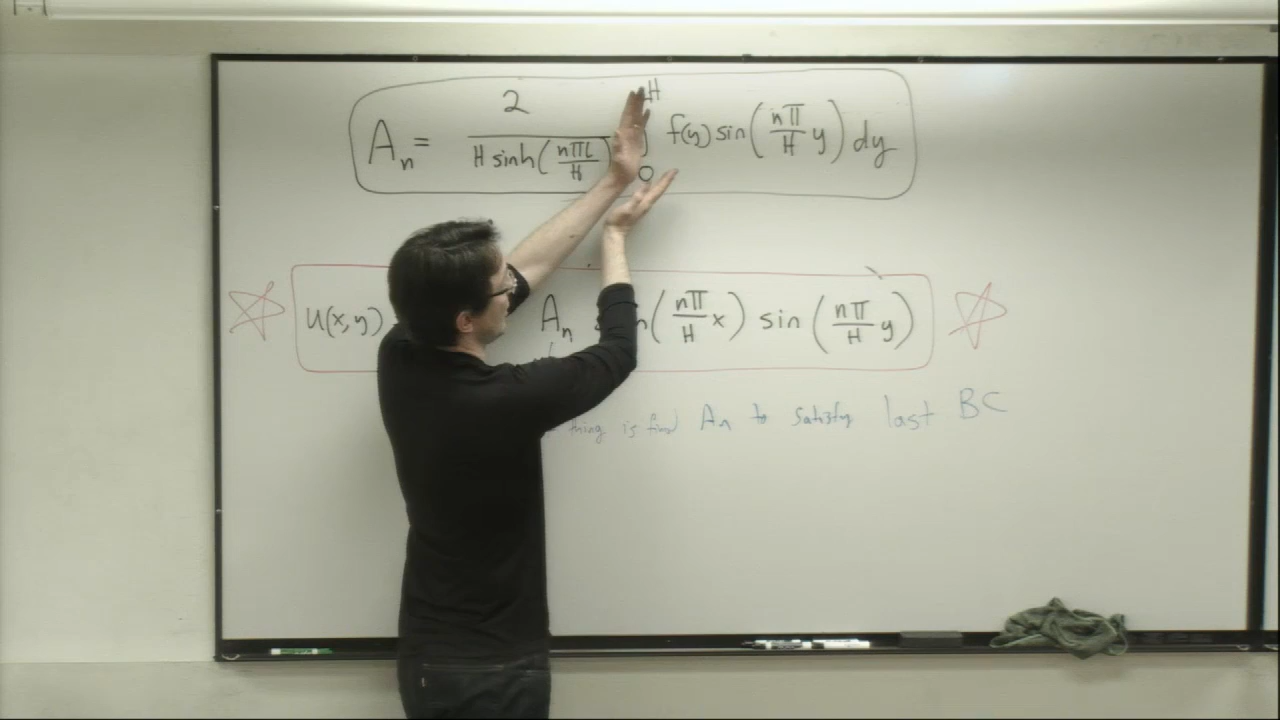 Aₙ = 2 / (H sinh(nπL/H)) ∫₀ᴴ f(y) sin(nπ/H y) dy
u(x,y) Aₙ (nπ/H x) sin(nπ/H y)
thing is find An to satisfy last BC